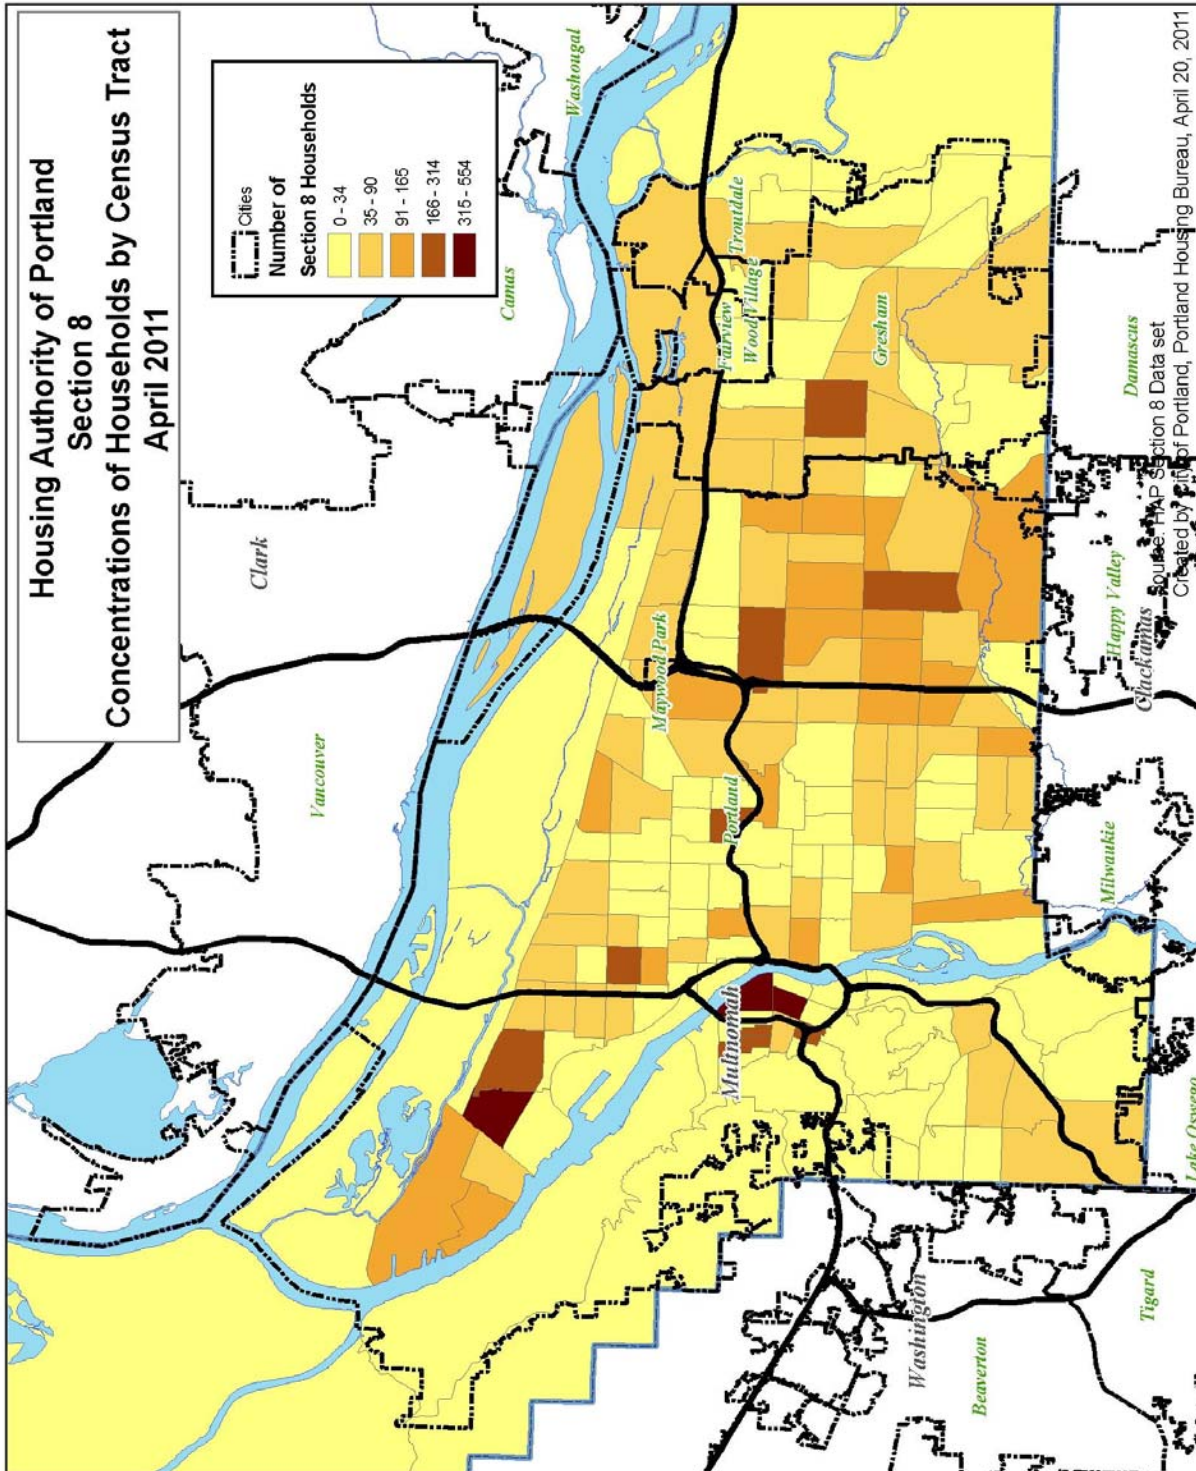 Housing Authority of Portland
Section 8
Concentrations of Households by Census Tract
April 2011
Cities
Number of
Section 8 Households
0 - 34
35 - 90
91 - 165
166 - 314
315 - 554
Washougal
Camas
Clark
Vancouver
Troutdale
Fairview
Wood Village
Gresham
Maywood Park
Portland
Multnomah
Damascus
Happy Valley
Clackamas
Milwaukie
Lake Oswego
Washington
Beaverton
Tigard
Source: HAP Section 8 Data set
Created by City of Portland, Portland Housing Bureau, April 20, 2011